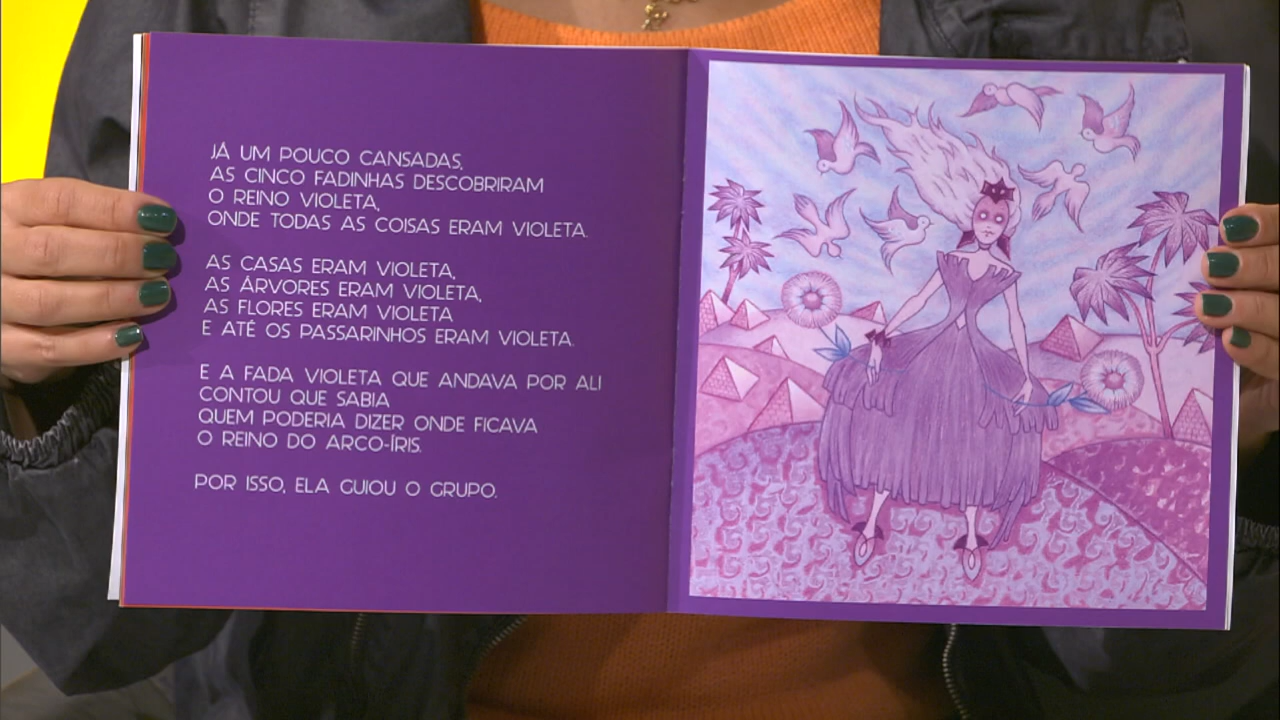 JÁ UM POUCO CANSADAS,
AS CINCO FADINHAS DESCOBRIRAM
O REINO VIOLETA,
ONDE TODAS AS COISAS ERAM VIOLETA.
AS CASAS ERAM VIOLETA,
AS ÁRVORES ERAM VIOLETA,
AS FLORES ERAM VIOLETA
E ATÉ OS PASSARINHOS ERAM VIOLETA.
E A FADA VIOLETA QUE ANDAVA POR ALI
CONTOU QUE SABIA
QUEM PODERIA DIZER ONDE FICAVA
O REINO DO ARCO-ÍRIS.
POR ISSO, ELA GUIOU O GRUPO.